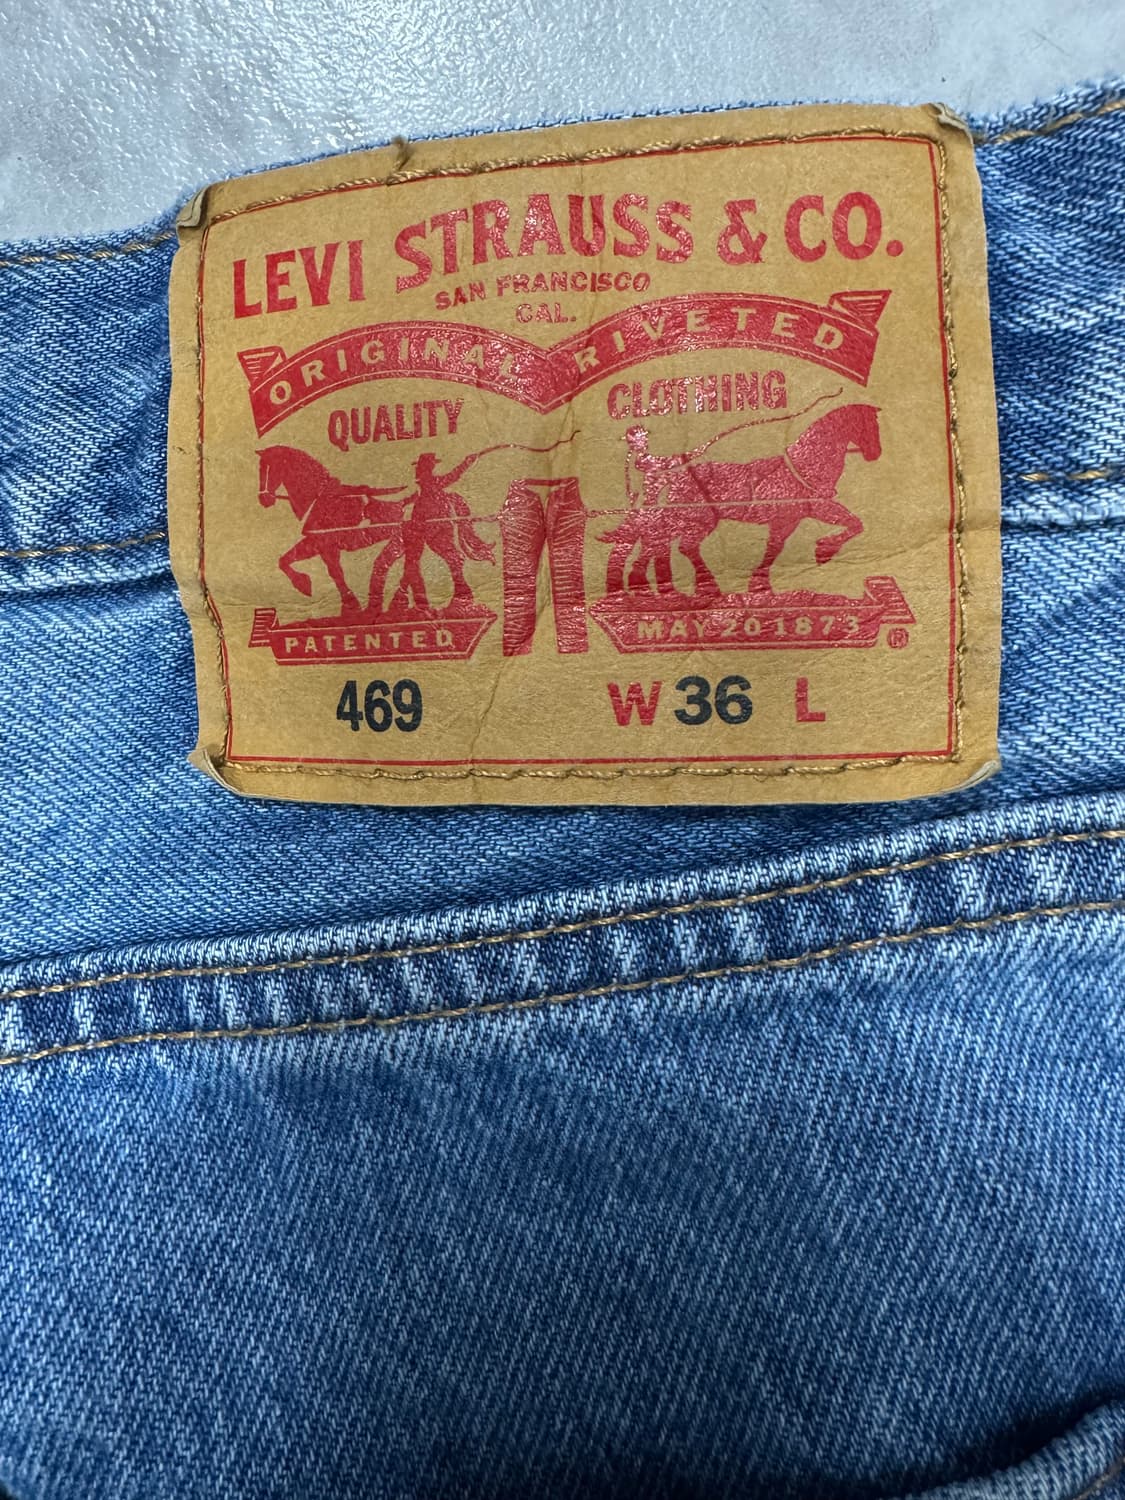 LEVI STRAUSS & CO.
SAN FRANCISCO
CAL.
ORIGINAL RIVETED
QUALITY CLOTHING
PATENTED MAY 20 1873 ®
469 W 36 L